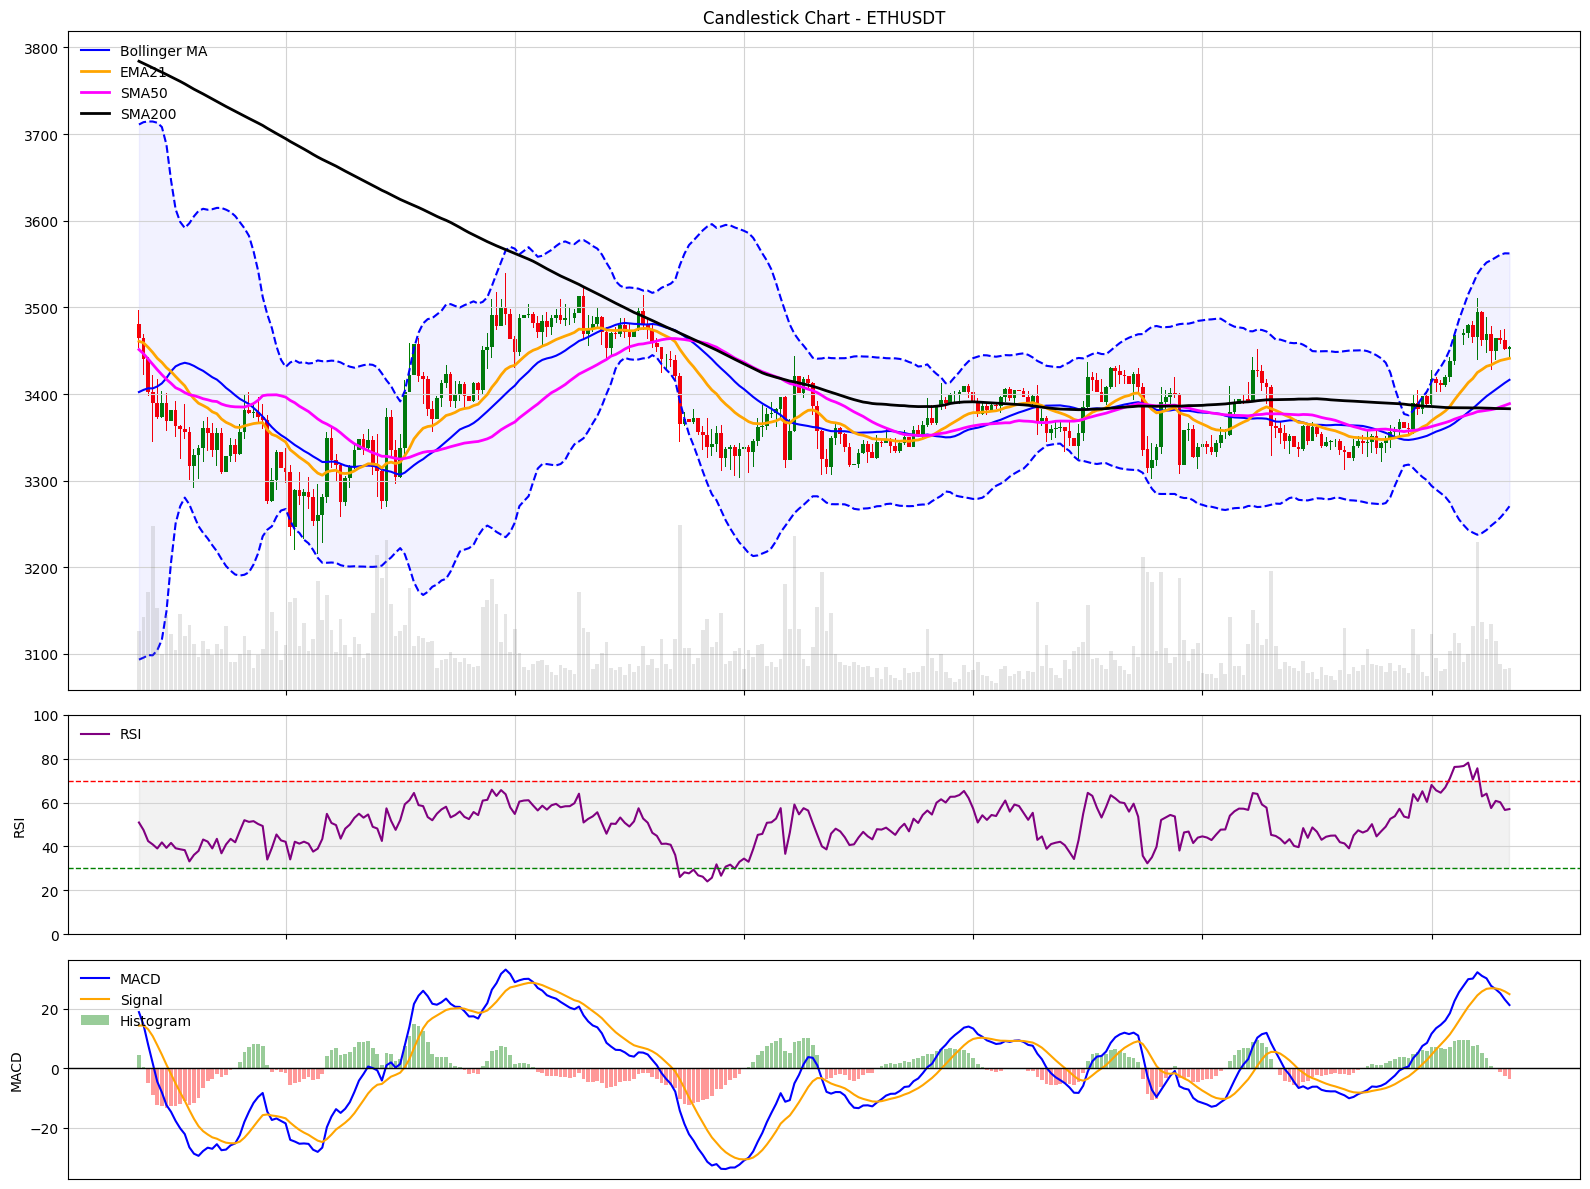 Candlestick Chart - ETHUSDT
Bollinger MA
EMA21
SMA50
SMA200
3800
3700
3600
3500
3400
3300
3200
3100
RSI
100
80
60
40
20
0
RSI
MACD
Signal
Histogram
20
0
−20
MACD